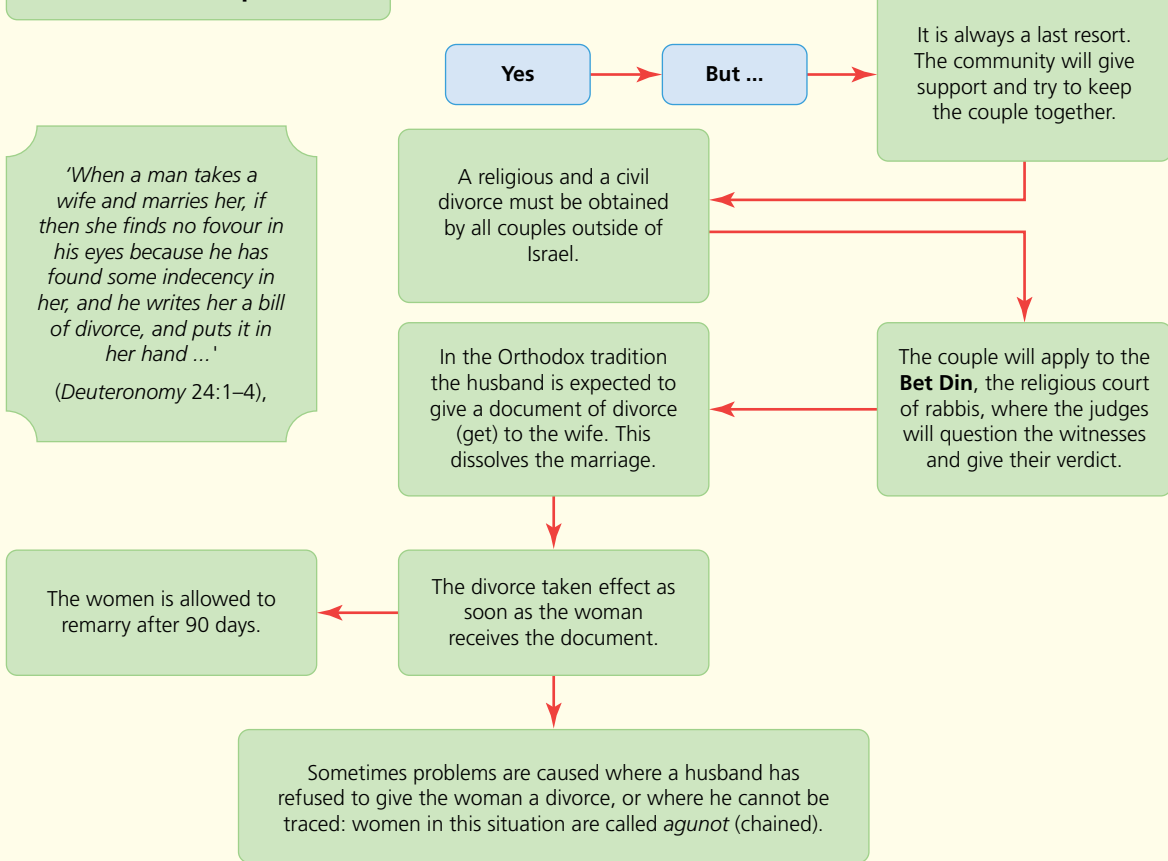 Yes
But ...
It is always a last resort.
The community will give
support and try to keep
the couple together.
'When a man takes a
wife and marries her, if
then she finds no fovour in
his eyes because he has
found some indecency in
her, and he writes her a bill
of divorce, and puts it in
her hand ...'
(Deuteronomy 24:1–4),
A religious and a civil
divorce must be obtained
by all couples outside of
Israel.
The couple will apply to the
Bet Din, the religious court
of rabbis, where the judges
will question the witnesses
and give their verdict.
In the Orthodox tradition
the husband is expected to
give a document of divorce
(get) to the wife. This
dissolves the marriage.
The divorce taken effect as
soon as the woman
receives the document.
The women is allowed to
remarry after 90 days.
Sometimes problems are caused where a husband has
refused to give the woman a divorce, or where he cannot be
traced: women in this situation are called agunot (chained).